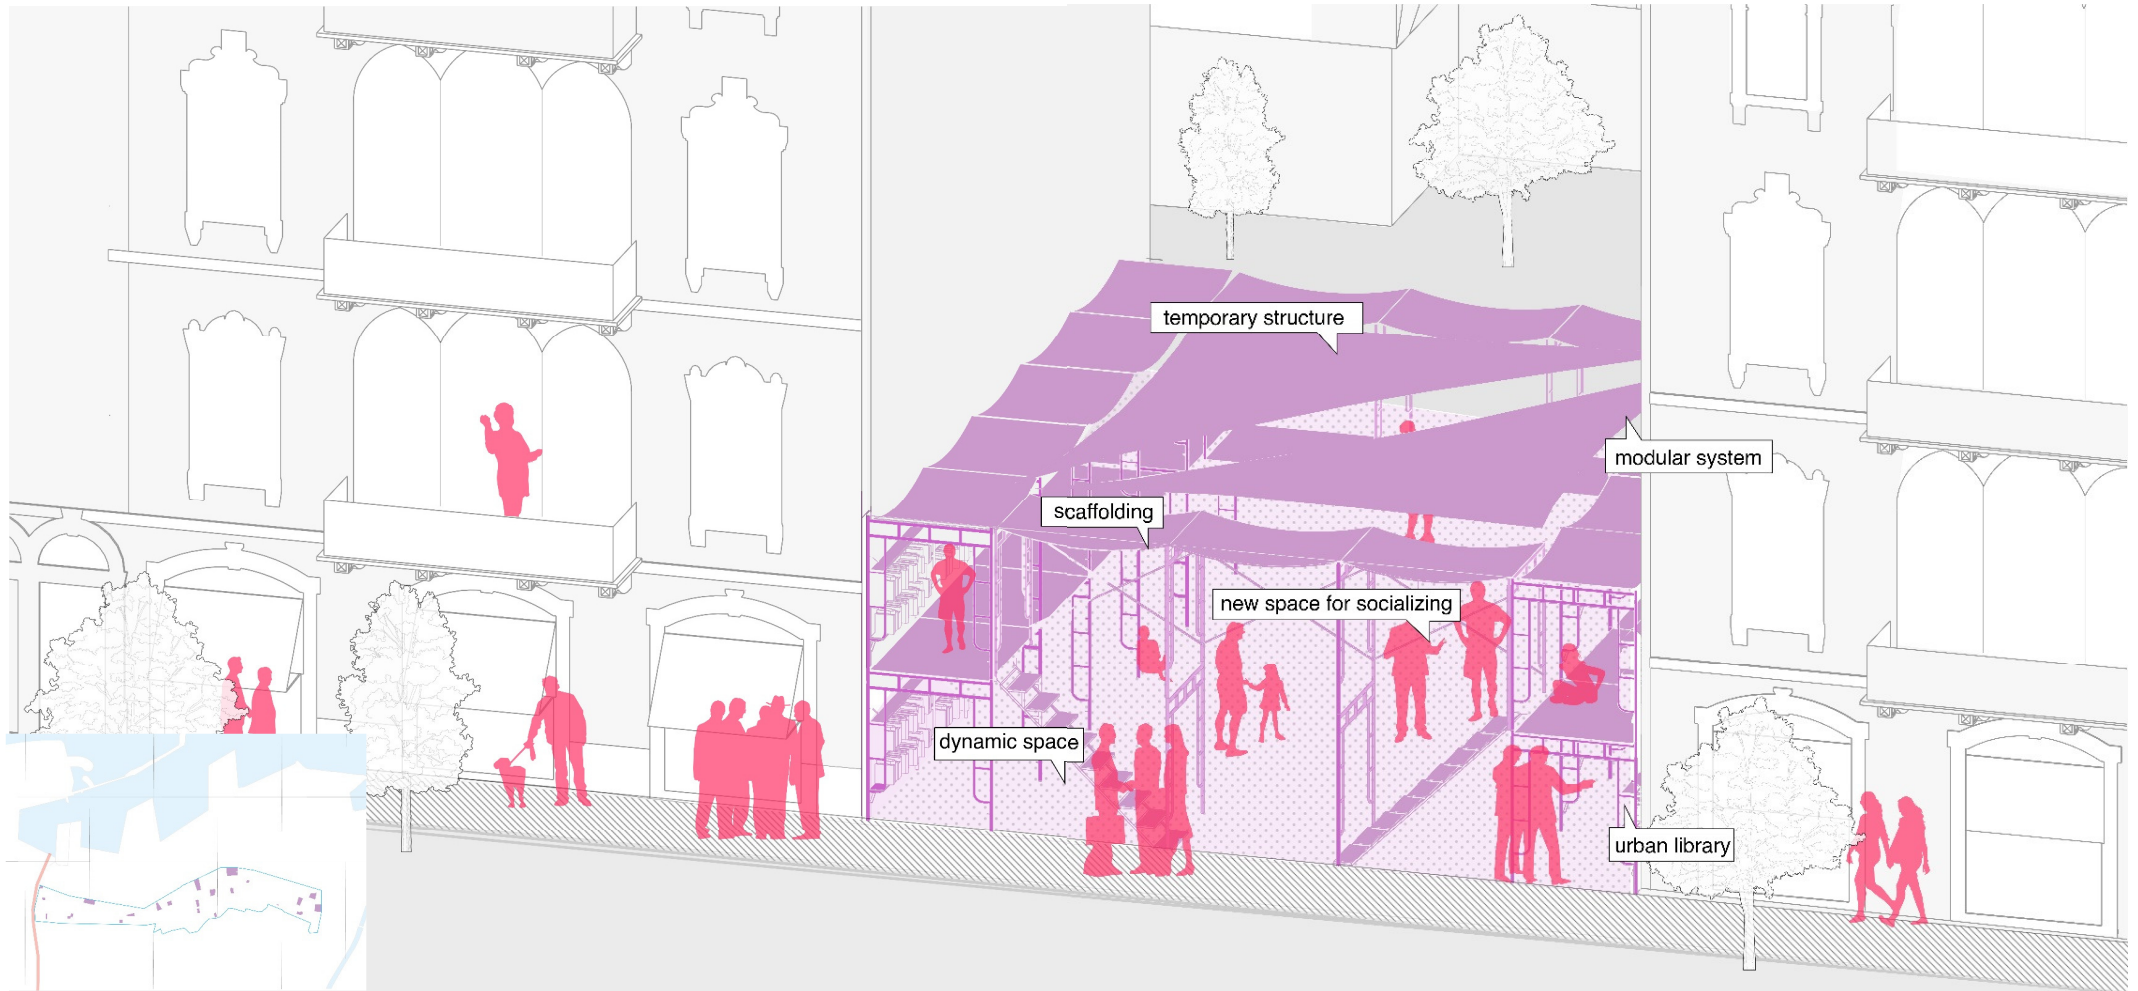 temporary structure
modular system
scaffolding
new space for socializing
dynamic space
urban library